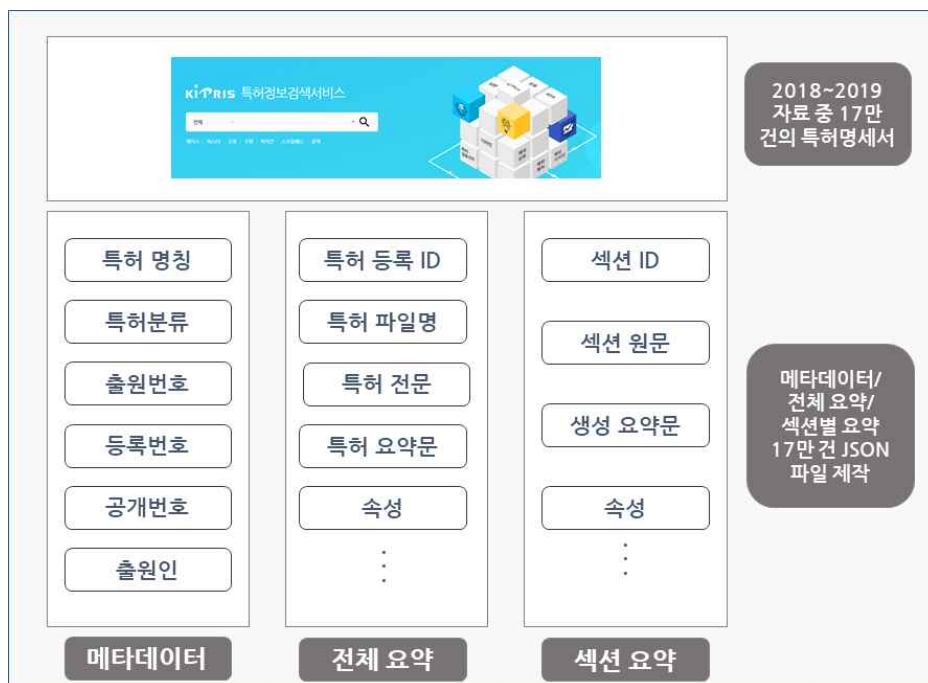 KIPRIS 특허정보검색서비스
전체
2018~2019
자료 중 17만
건의 특허명세서
특허 명칭
특허분류
출원번호
등록번호
공개번호
출원인
메타데이터
특허 등록 ID
특허 파일명
특허 전문
특허 요약문
속성
전체 요약
섹션 ID
섹션 원문
생성 요약문
속성
섹션 요약
메타데이터/
전체 요약/
섹션별 요약
17만 건 JSON
파일 제작